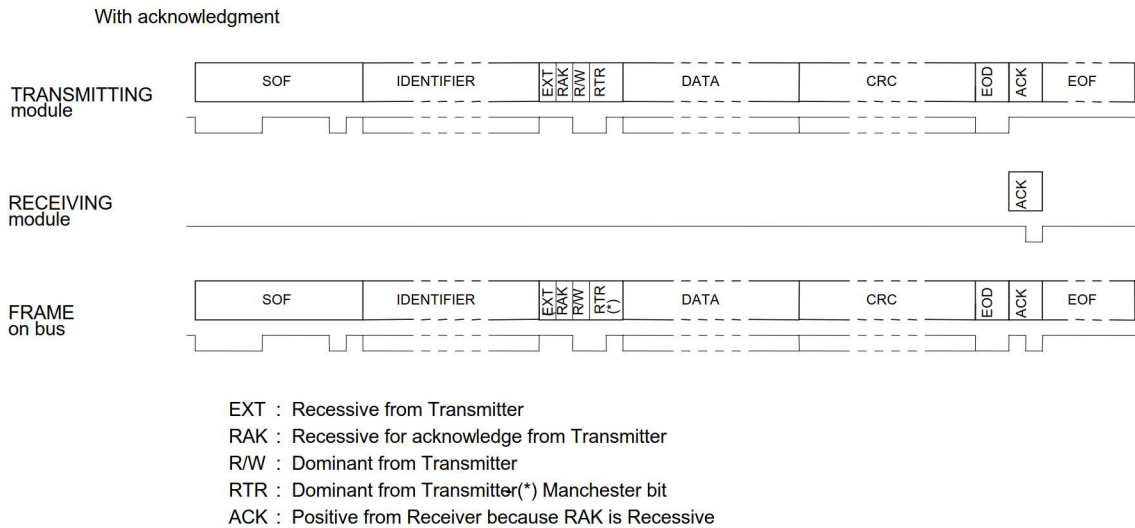 With acknowledgment
SOF IDENTIFIER EXT RAK R/W RTR DATA CRC EOD ACK EOF
TRANSMITTING
module
ACK
RECEIVING
module
SOF IDENTIFIER EXT RAK R/W RTR (*) DATA CRC EOD ACK EOF
FRAME
on bus
EXT : Recessive from Transmitter
RAK : Recessive for acknowledge from Transmitter
R/W : Dominant from Transmitter
RTR : Dominant from Transmitter(*) Manchester bit
ACK : Positive from Receiver because RAK is Recessive